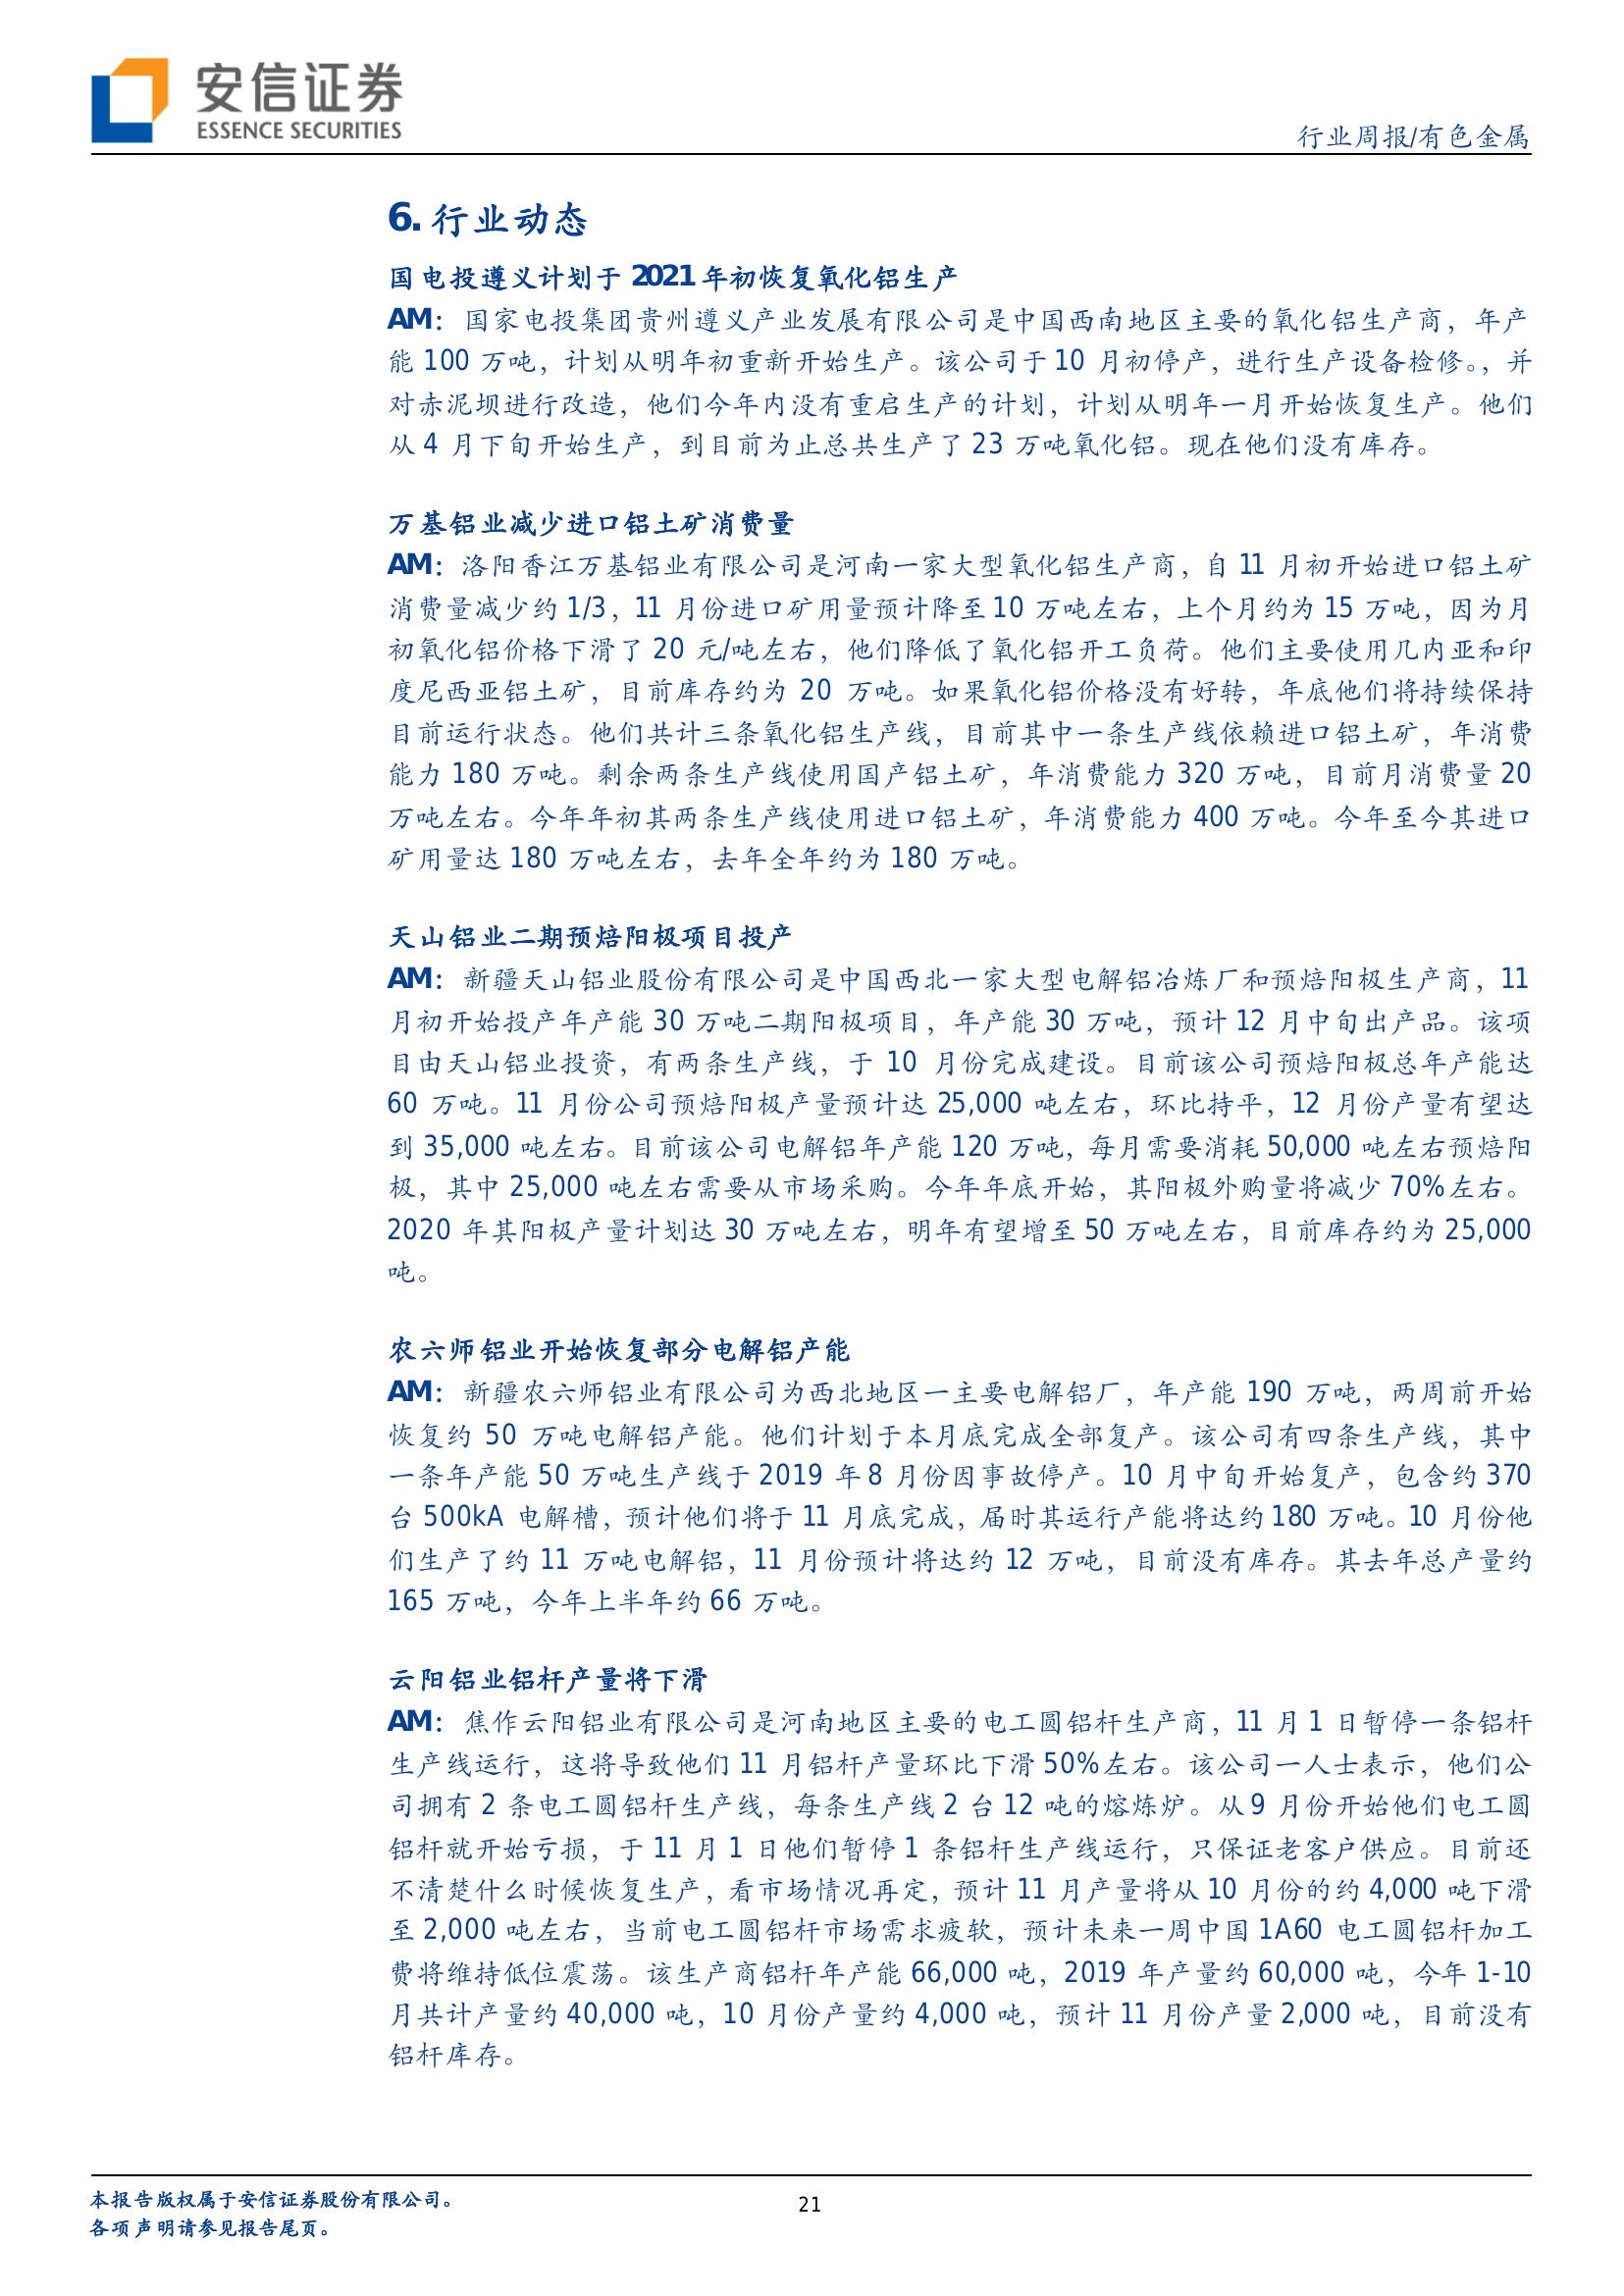 安信证券
ESSENCE SECURITIES
行业周报/有色金属
6. 行业动态
国电投遵义计划于 2021 年初恢复氧化铝生产
AM：国家电投集团贵州遵义产业发展有限公司是中国西南地区主要的氧化铝生产商，年产
能 100 万吨，计划从明年初重新开始生产。该公司于 10 月初停产，进行生产设备检修。，并
对赤泥坝进行改造，他们今年内没有重启生产的计划，计划从明年一月开始恢复生产。他们
从 4 月下旬开始生产，到目前为止总共生产了 23 万吨氧化铝。现在他们没有库存。
万基铝业减少进口铝土矿消费量
AM：洛阳香江万基铝业有限公司是河南一家大型氧化铝生产商，自 11 月初开始进口铝土矿
消费量减少约 1/3，11 月份进口矿用量预计降至 10 万吨左右，上个月约为 15 万吨，因为月
初氧化铝价格下滑了 20 元/吨左右，他们降低了氧化铝开工负荷。他们主要使用几内亚和印
度尼西亚铝土矿，目前库存约为 20 万吨。如果氧化铝价格没有好转，年底他们将持续保持
目前运行状态。他们共计三条氧化铝生产线，目前其中一条生产线依赖进口铝土矿，年消费
能力 180 万吨。剩余两条生产线使用国产铝土矿，年消费能力 320 万吨，目前月消费量 20
万吨左右。今年年初其两条生产线使用进口铝土矿，年消费能力 400 万吨。今年至今其进口
矿用量达 180 万吨左右，去年全年约为 180 万吨。
天山铝业二期预焙阳极项目投产
AM：新疆天山铝业股份有限公司是中国西北一家大型电解铝冶炼厂和预焙阳极生产商，11
月初开始投产年产能 30 万吨二期阳极项目，年产能 30 万吨，预计 12 月中旬出产品。该项
目由天山铝业投资，有两条生产线，于 10 月份完成建设。目前该公司预焙阳极总年产能达
60 万吨。11 月份公司预焙阳极产量预计达 25,000 吨左右，环比持平，12 月份产量有望达
到 35,000 吨左右。目前该公司电解铝年产能 120 万吨，每月需要消耗 50,000 吨左右预焙阳
极，其中 25,000 吨左右需要从市场采购。今年年底开始，其阳极外购量将减少 70%左右。
2020 年其阳极产量计划达 30 万吨左右，明年有望增至 50 万吨左右，目前库存约为 25,000
吨。
农六师铝业开始恢复部分电解铝产能
AM：新疆农六师铝业有限公司为西北地区一主要电解铝厂，年产能 190 万吨，两周前开始
恢复约 50 万吨电解铝产能。他们计划于本月底完成全部复产。该公司有四条生产线，其中
一条年产能 50 万吨生产线于 2019 年 8 月份因事故停产。10 月中旬开始复产，包含约 370
台 500kA 电解槽，预计他们将于 11 月底完成，届时其运行产能将达约 180 万吨。10 月份他
们生产了约 11 万吨电解铝，11 月份预计将达约 12 万吨，目前没有库存。其去年总产量约
165 万吨，今年上半年约 66 万吨。
云阳铝业铝杆产量将下滑
AM：焦作云阳铝业有限公司是河南地区主要的电工圆铝杆生产商，11 月 1 日暂停一条铝杆
生产线运行，这将导致他们 11 月铝杆产量环比下滑 50%左右。该公司一人士表示，他们公
司拥有 2 条电工圆铝杆生产线，每条生产线 2 台 12 吨的熔炼炉。从 9 月份开始他们电工圆
铝杆就开始亏损，于 11 月 1 日他们暂停 1 条铝杆生产线运行，只保证老客户供应。目前还
不清楚什么时候恢复生产，看市场情况再定，预计 11 月产量将从 10 月份的约 4,000 吨下滑
至 2,000 吨左右，当前电工圆铝杆市场需求疲软，预计未来一周中国 1A60 电工圆铝杆加工
费将维持低位震荡。该生产商铝杆年产能 66,000 吨，2019 年产量约 60,000 吨，今年 1-10
月共计产量约 40,000 吨，10 月份产量约 4,000 吨，预计 11 月份产量 2,000 吨，目前没有
铝杆库存。
本报告版权属于安信证券股份有限公司。
各项声明请参见报告尾页。
21